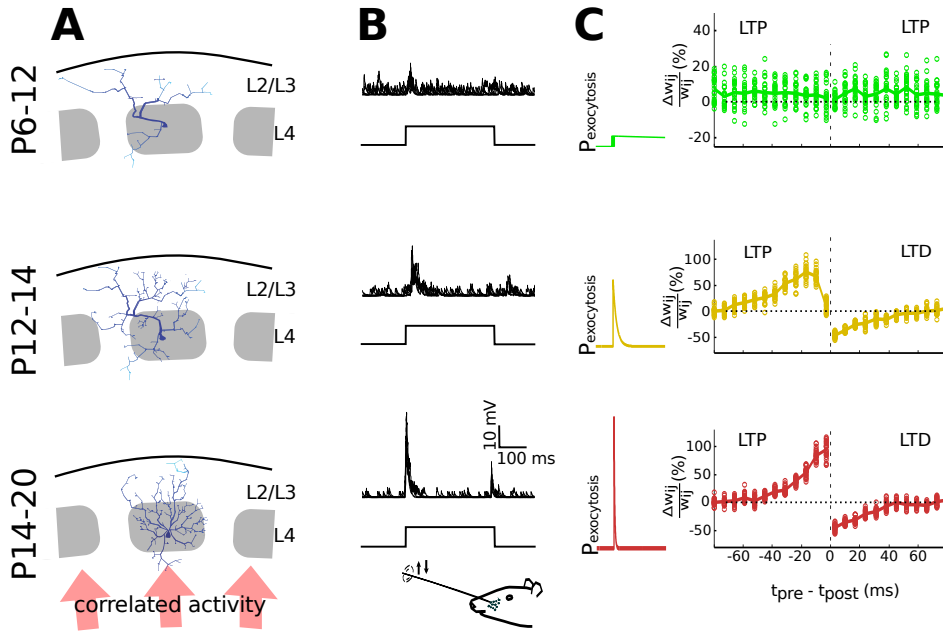 A B C
P6-12
L2/L3
L4
Pexocytosis
Δwij
wij
(%)
40
20
0
-20
LTP LTP
P12-14
L2/L3
L4
Pexocytosis
Δwij
wij
(%)
100
50
0
-50
LTP LTD
P14-20
L2/L3
L4
correlated activity
10 mV
100 ms
Pexocytosis
Δwij
wij
(%)
100
50
0
-50
LTP LTD
-60 -40 -20 0 20 40 60
tpre - tpost (ms)